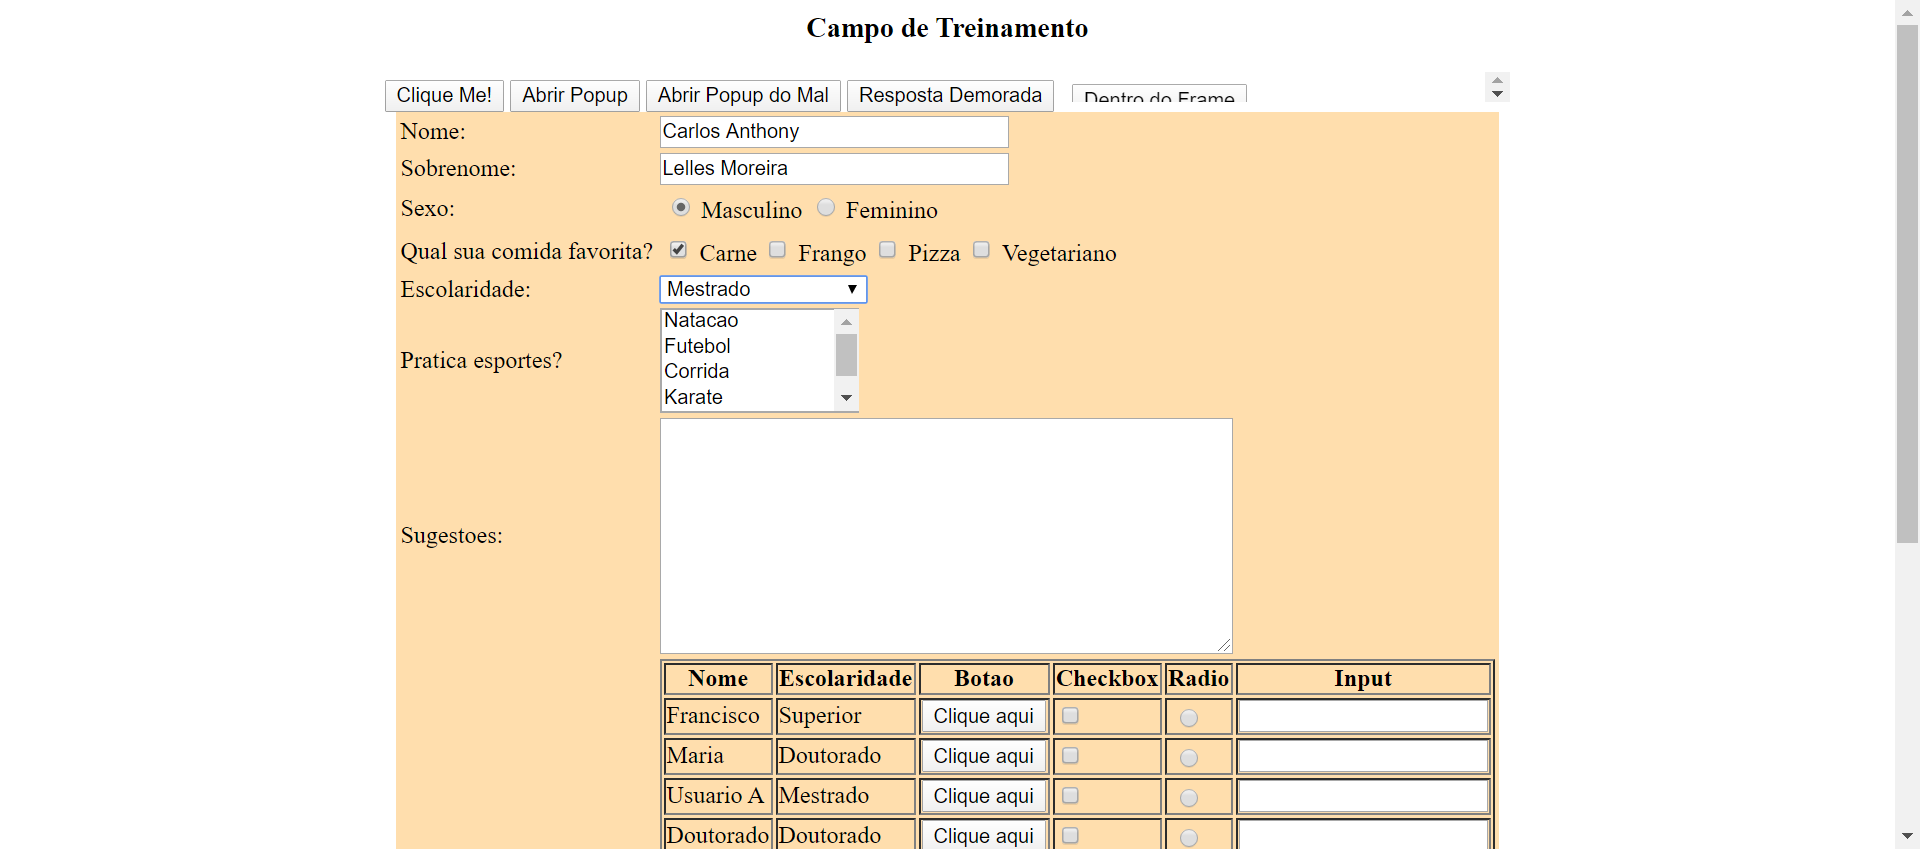 Campo de Treinamento
Clique Me! Abrir Popup Abrir Popup do Mal Resposta Demorada Dentro do Frame
Nome: Carlos Anthony
Sobrenome: Lelles Moreira
Sexo: Masculino Feminino
Qual sua comida favorita? Carne Frango Pizza Vegetariano
Escolaridade: Mestrado
Pratica esportes?
Natacao
Futebol
Corrida
Karate
Sugestoes:
Nome Escolaridade Botao Checkbox Radio Input
Francisco Superior Clique aqui
Maria Doutorado Clique aqui
Usuario A Mestrado Clique aqui
Doutorado Doutorado Clique aqui